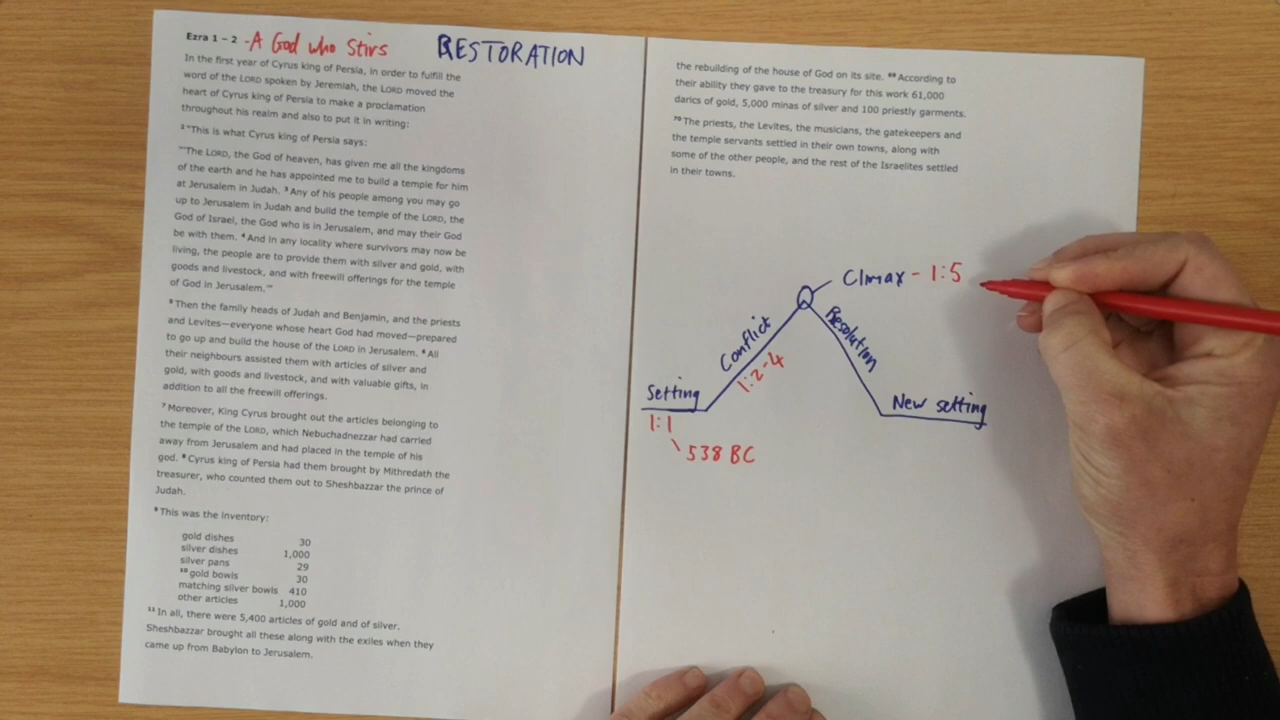 Ezra 1 – 2 -A God who Stirs RESTORATION
In the first year of Cyrus king of Persia, in order to fulfill the
word of the LORD spoken by Jeremiah, the LORD moved the
heart of Cyrus king of Persia to make a proclamation
throughout his realm and also to put it in writing:
² "This is what Cyrus king of Persia says:
"'The LORD, the God of heaven, has given me all the kingdoms
of the earth and he has appointed me to build a temple for him
at Jerusalem in Judah. ³ Any of his people among you may go
up to Jerusalem in Judah and build the temple of the LORD, the
God of Israel, the God who is in Jerusalem, and may their God
be with them. ⁴ And in any locality where survivors may now be
living, the people are to provide them with silver and gold, with
goods and livestock, and with freewill offerings for the temple
of God in Jerusalem.'"
⁵ Then the family heads of Judah and Benjamin, and the priests
and Levites—everyone whose heart God had moved—prepared
to go up and build the house of the LORD in Jerusalem. ⁶ All
their neighbours assisted them with articles of silver and
gold, with goods and livestock, and with valuable gifts, in
addition to all the freewill offerings.
⁷ Moreover, King Cyrus brought out the articles belonging to
the temple of the LORD, which Nebuchadnezzar had carried
away from Jerusalem and had placed in the temple of his
god. ⁸ Cyrus king of Persia had them brought by Mithredath the
treasurer, who counted them out to Sheshbazzar the prince of
Judah.
⁹ This was the inventory:
gold dishes 30
silver dishes 1,000
silver pans 29
¹⁰ gold bowls 30
matching silver bowls 410
other articles 1,000
¹¹ In all, there were 5,400 articles of gold and of silver.
Sheshbazzar brought all these along with the exiles when they
came up from Babylon to Jerusalem.
the rebuilding of the house of God on its site. ⁶⁹ According to
their ability they gave to the treasury for this work 61,000
darics of gold, 5,000 minas of silver and 100 priestly garments.
⁷⁰ The priests, the Levites, the musicians, the gatekeepers and
the temple servants settled in their own towns, along with
some of the other people, and the rest of the Israelites settled
in their towns.
Climax - 1:5
Conflict
1:2-4
Resolution
Setting
1:1
538 BC
New setting